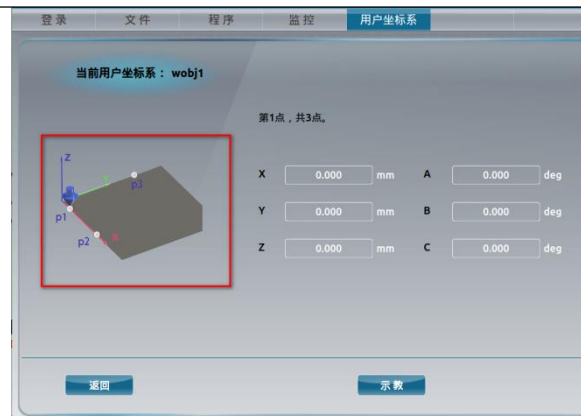 登录 文件 程序 监控 用户坐标系
当前用户坐标系： wobj1
第1点，共3点。
Z
Y
p3
p1
p2
X
X 0.000 mm A 0.000 deg
Y 0.000 mm B 0.000 deg
Z 0.000 mm C 0.000 deg
返回 示教